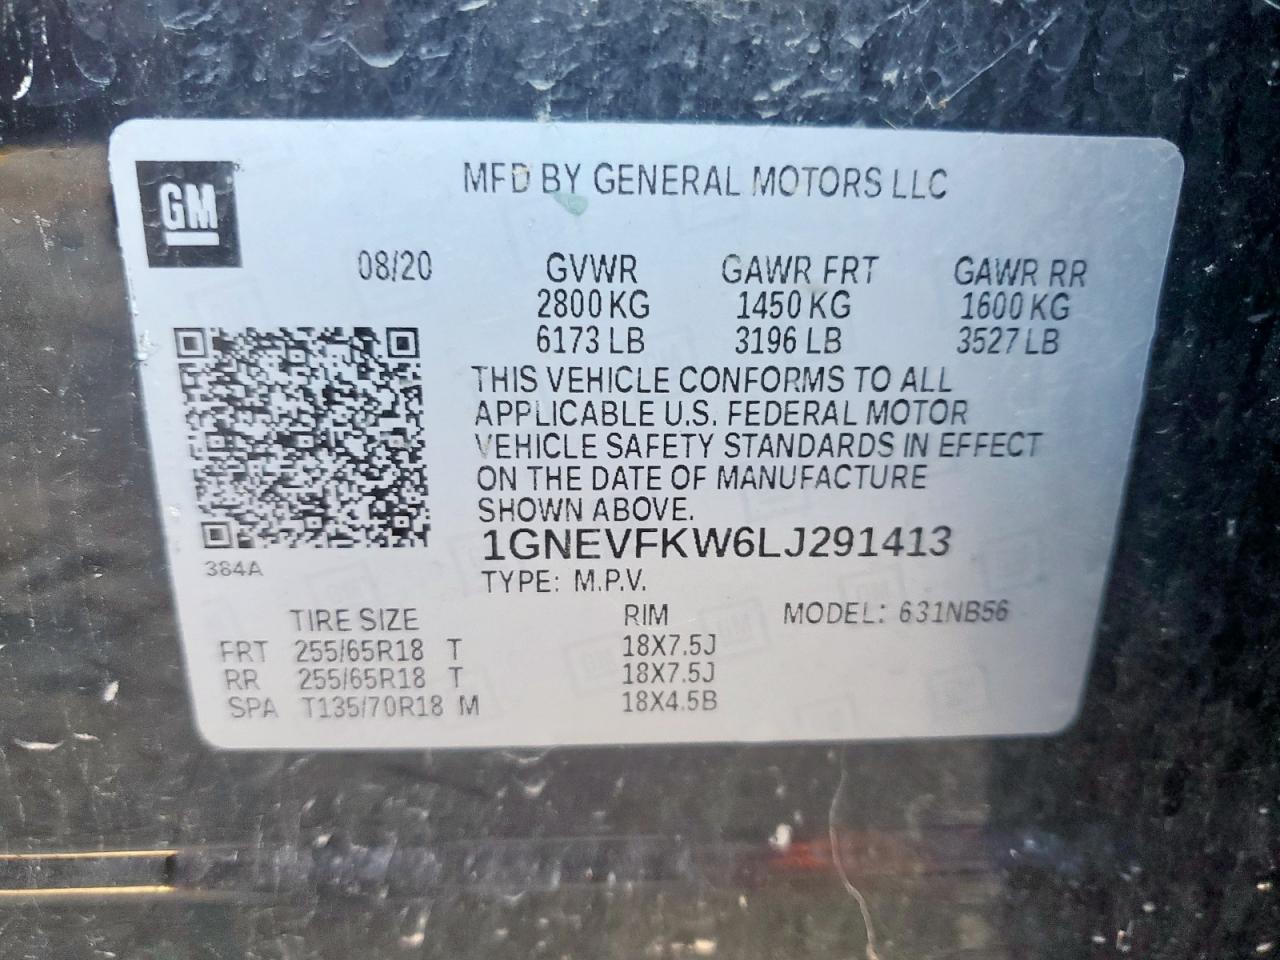 GM
MFD BY GENERAL MOTORS LLC
08/20 GVWR GAWR FRT GAWR RR
2800 KG 1450 KG 1600 KG
6173 LB 3196 LB 3527 LB
THIS VEHICLE CONFORMS TO ALL
APPLICABLE U.S. FEDERAL MOTOR
VEHICLE SAFETY STANDARDS IN EFFECT
ON THE DATE OF MANUFACTURE
SHOWN ABOVE.
1GNEVFKW6LJ291413
384A
TYPE: M.P.V.
TIRE SIZE RIM MODEL: 631NB56
FRT 255/65R18 T 18X7.5J
RR 255/65R18 T 18X7.5J
SPA T135/70R18 M 18X4.5B